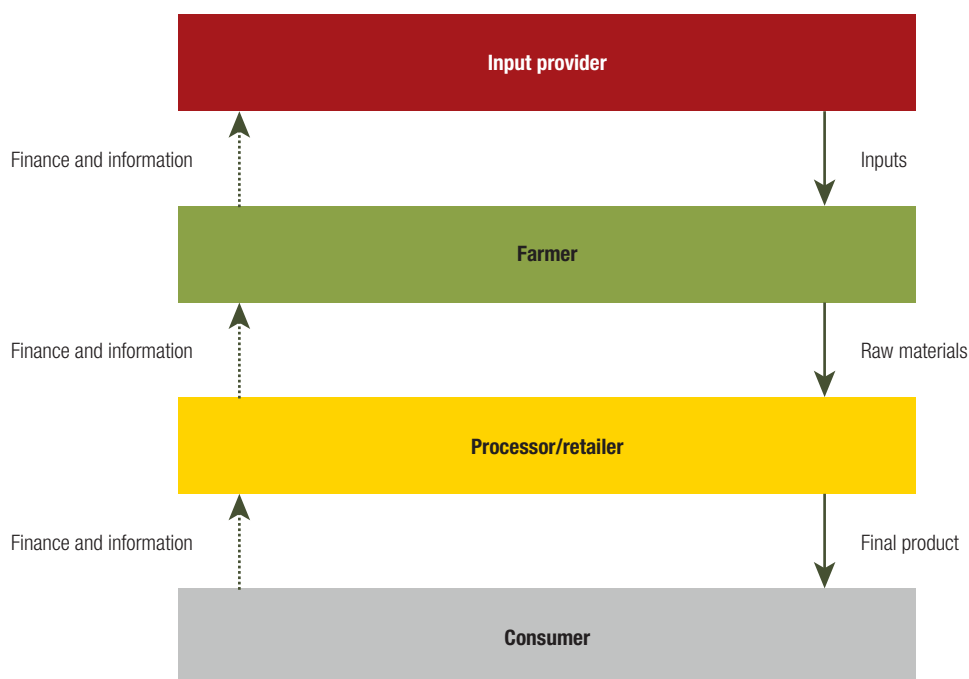 Input provider
Finance and information
Inputs
Farmer
Finance and information
Raw materials
Processor/retailer
Finance and information
Final product
Consumer